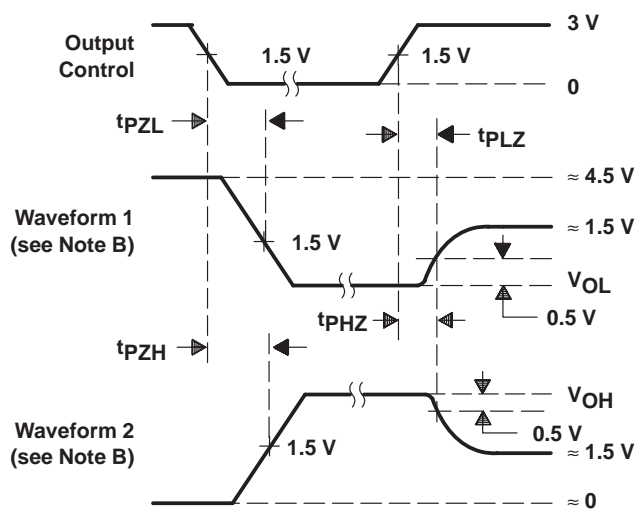 3 V
Output
Control
1.5 V
1.5 V
0
tPZL
tPLZ
≈ 4.5 V
Waveform 1
(see Note B)
1.5 V
≈ 1.5 V
VOL
0.5 V
tPHZ
tPZH
VOH
Waveform 2
(see Note B)
1.5 V
0.5 V
≈ 1.5 V
≈ 0